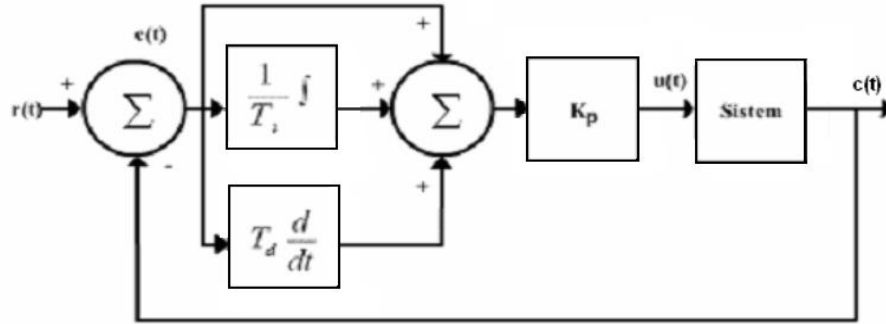 e(t)
r(t)
+
-
Σ
1
T_i
∫
T_d
d
dt
+
+
+
Σ
K_p
u(t)
Sistem
c(t)